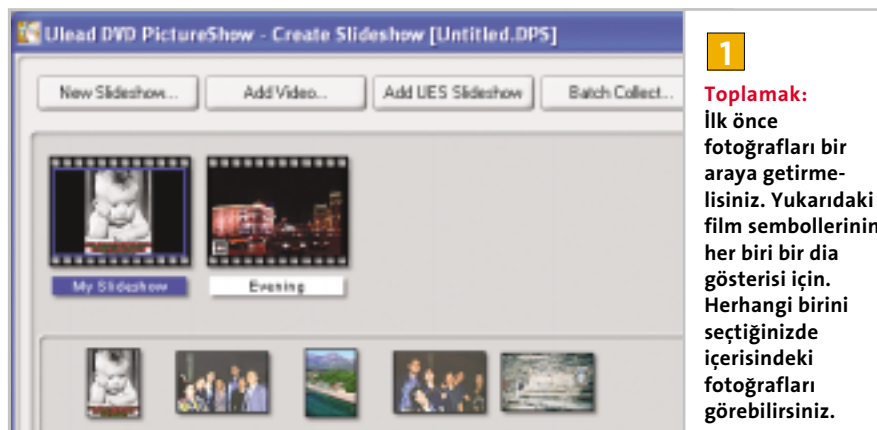 Ulead DVD PictureShow - Create Slideshow [Untitled.DPS]
New Slideshow...
Add Video...
Add UES Slideshow
Batch Collect...
My Slideshow
Evening
1
Toplamak:
İlk önce
fotoğrafları bir
araya getirme-
lisiniz. Yukarıdaki
film sembollerinin
her biri bir dia
gösterisi için.
Herhangi birini
seçtiğinizde
içerisindeki
fotoğrafları
görebilirsiniz.